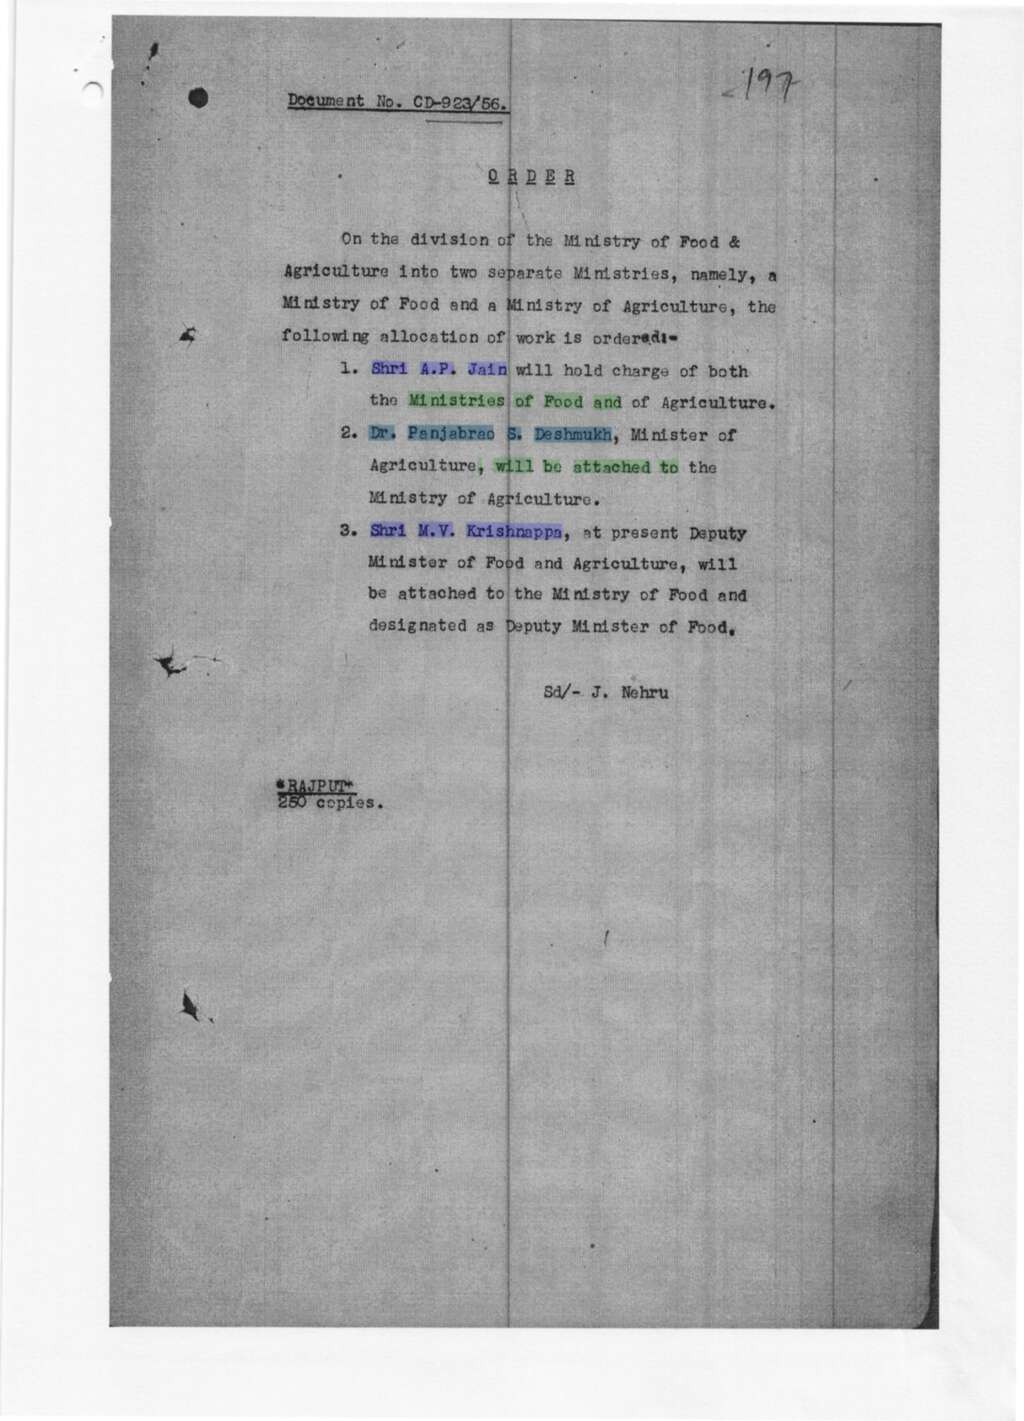 Document No. CD-923/56.
197
ORDER
On the division of the Ministry of Food &
Agriculture into two separate Ministries, namely, a
Ministry of Food and a Ministry of Agriculture, the
following allocation of work is ordered:-
1. Shri A.P. Jain will hold charge of both
the Ministries of Food and of Agriculture.
2. Dr. Panjabrao S. Deshmukh, Minister of
Agriculture, will be attached to the
Ministry of Agriculture.
3. Shri M.V. Krishnappa, at present Deputy
Minister of Food and Agriculture, will
be attached to the Ministry of Food and
designated as Deputy Minister of Food.
Sd/- J. Nehru
*RAJPUT*
250 copies.